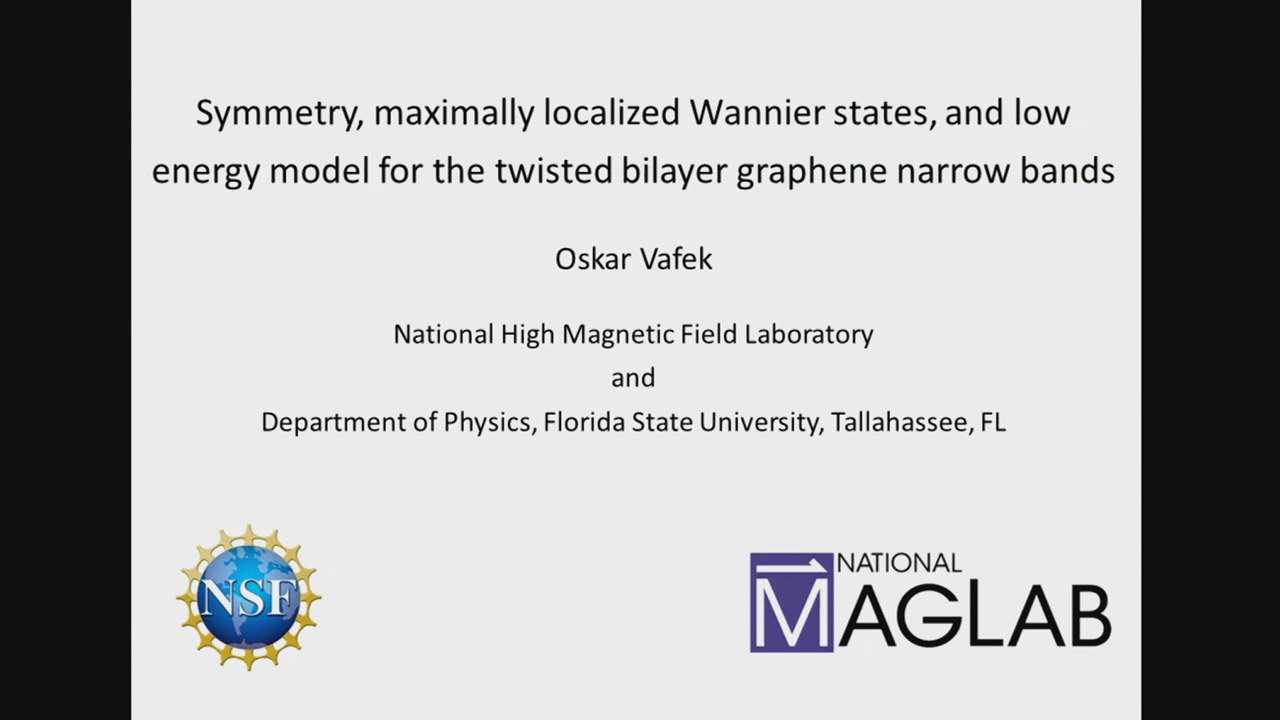 Symmetry, maximally localized Wannier states, and low
energy model for the twisted bilayer graphene narrow bands
Oskar Vafek
National High Magnetic Field Laboratory
and
Department of Physics, Florida State University, Tallahassee, FL
NSF
NATIONAL
MAGLAB